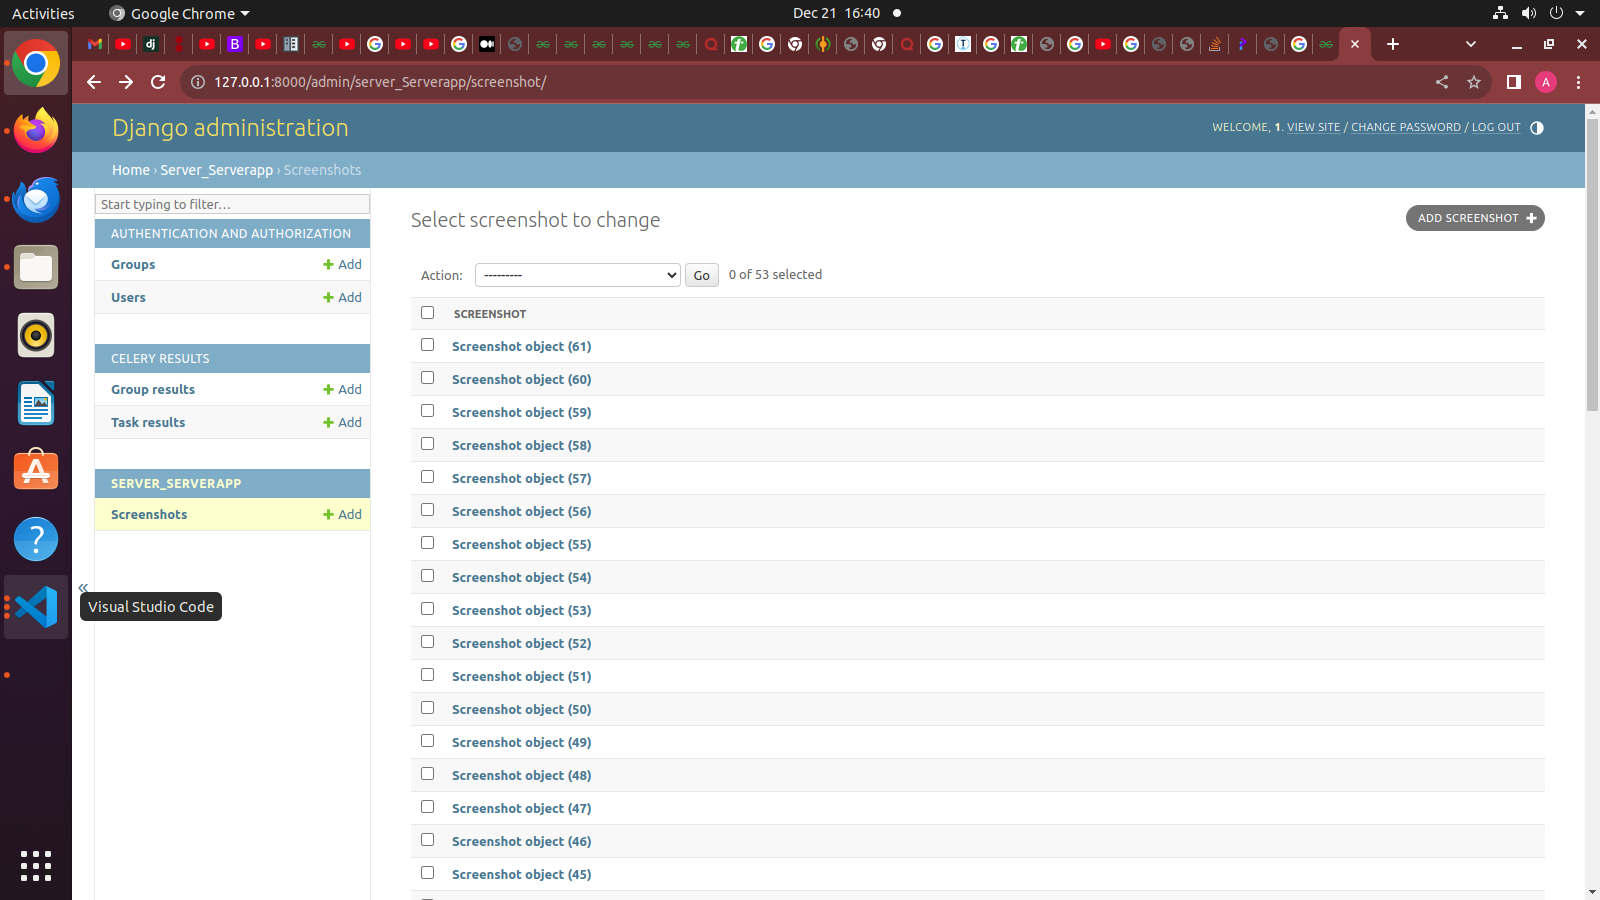 Activities
Google Chrome
Dec 21 16:40
127.0.0.1:8000/admin/server_Serverapp/screenshot/
A
Django administration
WELCOME, 1. VIEW SITE / CHANGE PASSWORD / LOG OUT
Home › Server_Serverapp › Screenshots
Start typing to filter...
AUTHENTICATION AND AUTHORIZATION
Groups + Add
Users + Add
CELERY RESULTS
Group results + Add
Task results + Add
SERVER_SERVERAPP
Screenshots + Add
«
Visual Studio Code
Select screenshot to change
ADD SCREENSHOT +
Action: --------- Go 0 of 53 selected
SCREENSHOT
Screenshot object (61)
Screenshot object (60)
Screenshot object (59)
Screenshot object (58)
Screenshot object (57)
Screenshot object (56)
Screenshot object (55)
Screenshot object (54)
Screenshot object (53)
Screenshot object (52)
Screenshot object (51)
Screenshot object (50)
Screenshot object (49)
Screenshot object (48)
Screenshot object (47)
Screenshot object (46)
Screenshot object (45)